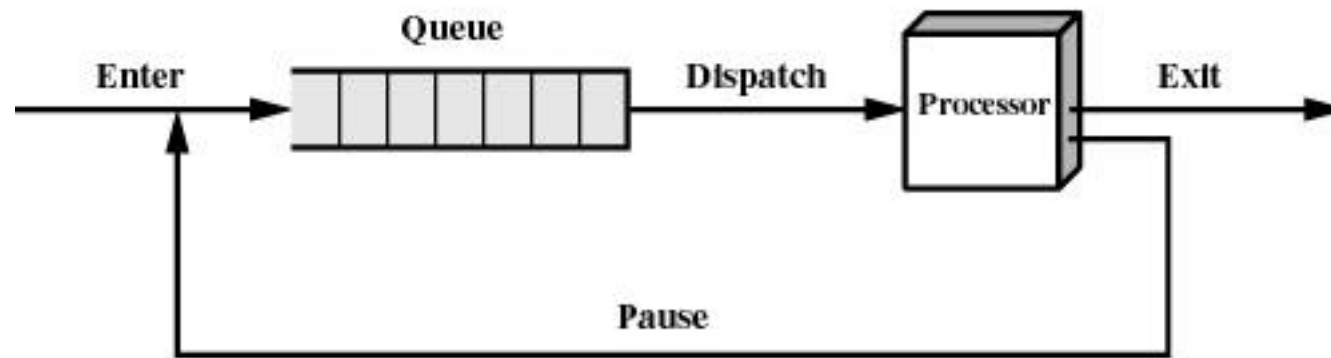 Queue
Enter
Dispatch
Processor
Exit
Pause